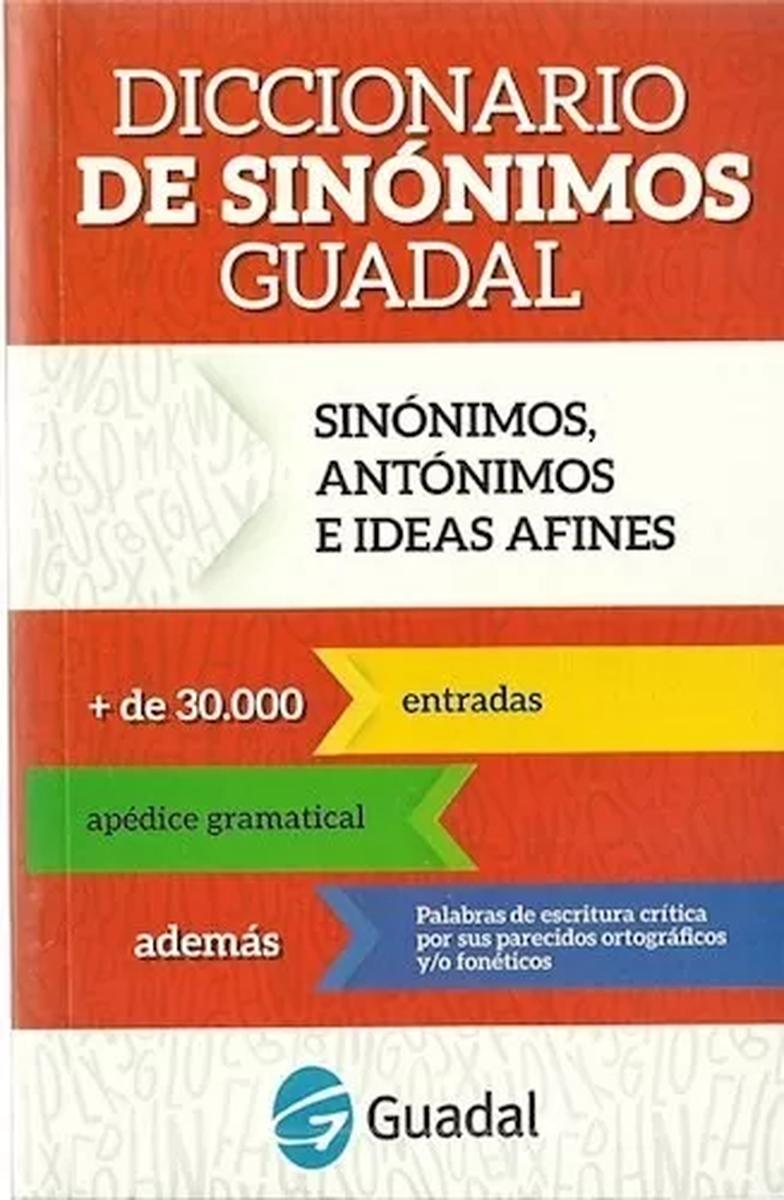 DICCIONARIO
DE SINÓNIMOS
GUADAL
SINÓNIMOS,
ANTÓNIMOS
E IDEAS AFINES
+ de 30.000 entradas
apédice gramatical
además
Palabras de escritura crítica
por sus parecidos ortográficos
y/o fonéticos
Guadal